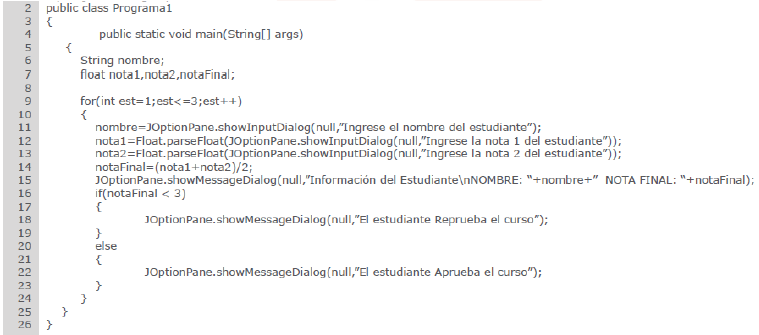 2 public class Programa1
3 {
4 public static void main(String[] args)
5 {
6 String nombre;
7 float nota1,nota2,notaFinal;
8
9 for(int est=1;est<=3;est++)
10 {
11 nombre=JOptionPane.showInputDialog(null,”Ingrese el nombre del estudiante”);
12 nota1=Float.parseFloat(JOptionPane.showInputDialog(null,”Ingrese la nota 1 del estudiante”));
13 nota2=Float.parseFloat(JOptionPane.showInputDialog(null,”Ingrese la nota 2 del estudiante”));
14 notaFinal=(nota1+nota2)/2;
15 JOptionPane.showMessageDialog(null,”Información del Estudiante\nNOMBRE: “+nombre+” NOTA FINAL: “+notaFinal);
16 if(notaFinal < 3)
17 {
18 JOptionPane.showMessageDialog(null,”El estudiante Reprueba el curso”);
19 }
20 else
21 {
22 JOptionPane.showMessageDialog(null,”El estudiante Aprueba el curso”);
23 }
24 }
25 }
26 }